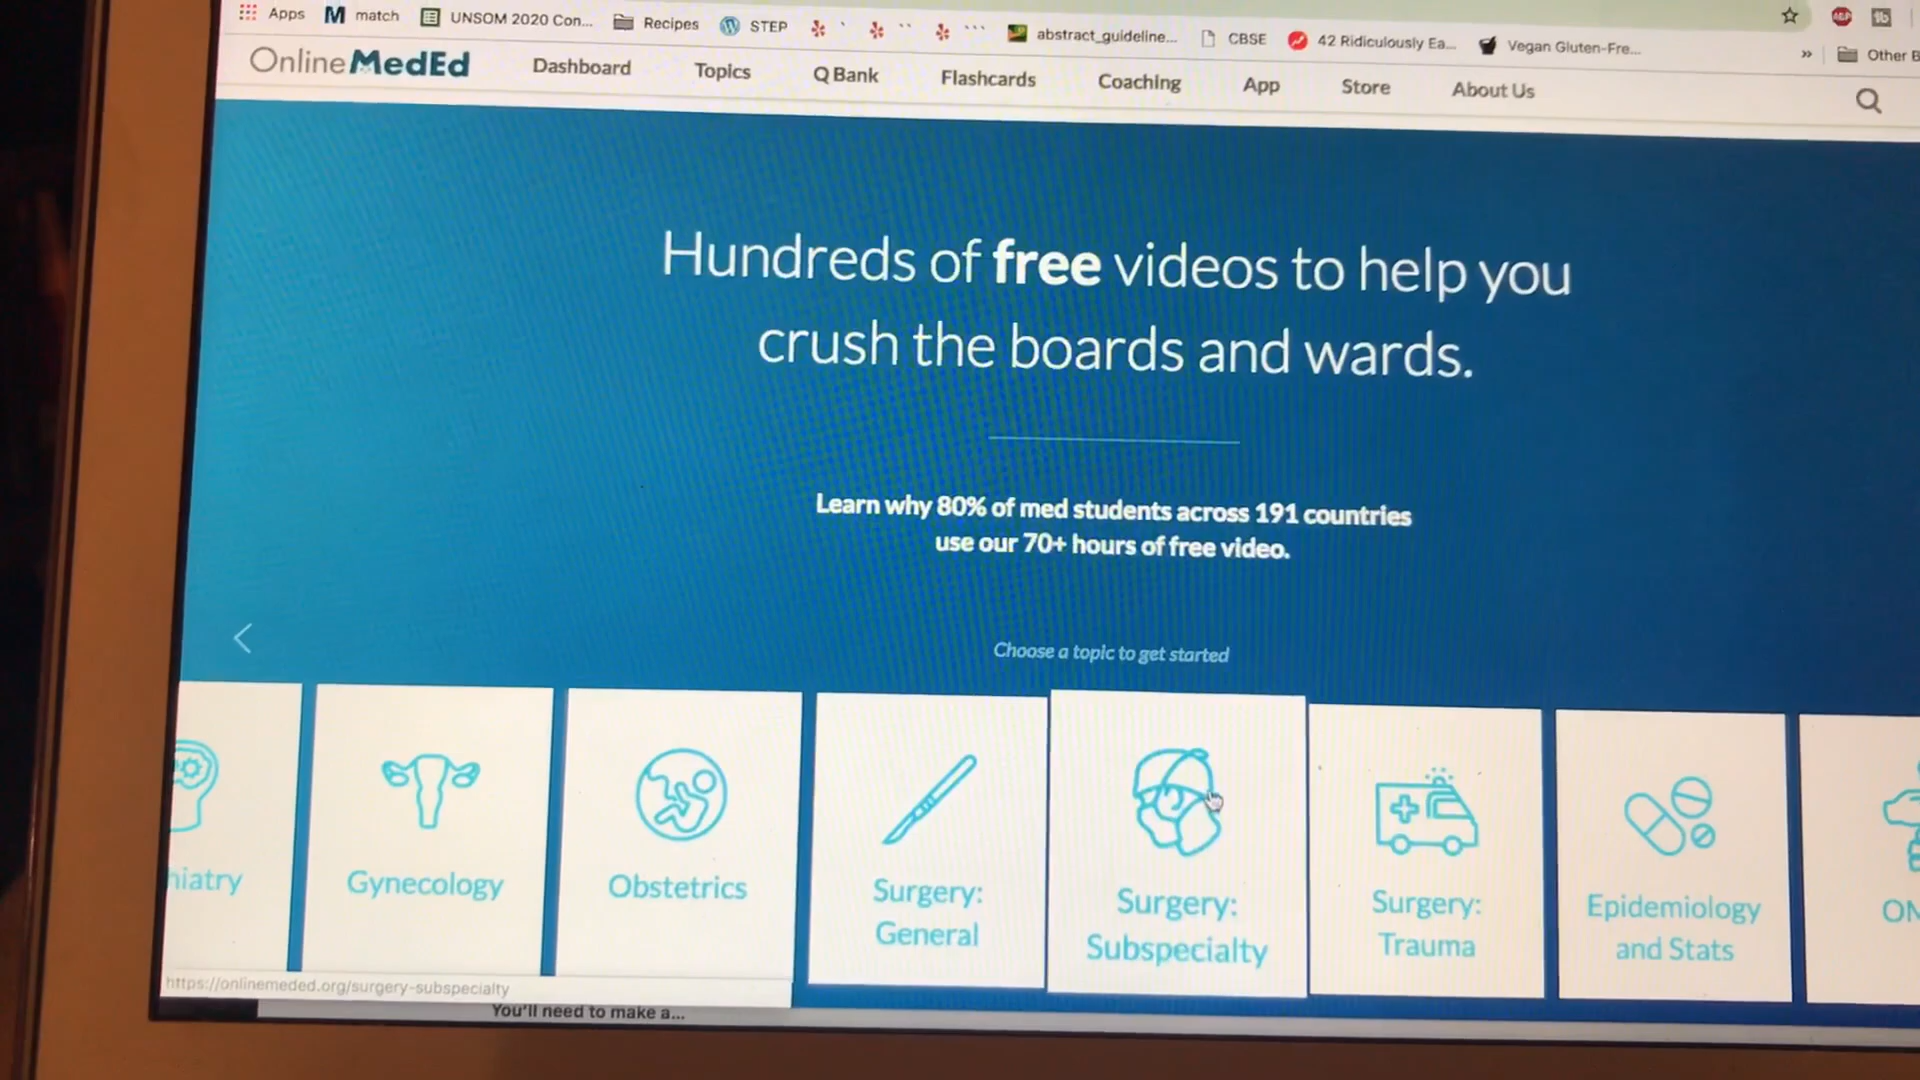 Apps
match
UNSOM 2020 Con...
Recipes
STEP
abstract_guideline...
CBSE
42 Ridiculously Ea...
Vegan Gluten-Fre...
»
Other B
OnlineMedEd
Dashboard
Topics
Q Bank
Flashcards
Coaching
App
Store
About Us
Hundreds of free videos to help you
crush the boards and wards.
Learn why 80% of med students across 191 countries
use our 70+ hours of free video.
Choose a topic to get started
hiatry
Gynecology
Obstetrics
Surgery:
General
Surgery:
Subspecialty
Surgery:
Trauma
Epidemiology
and Stats
https://onlinemeded.org/surgery-subspecialty
You'll need to make a...